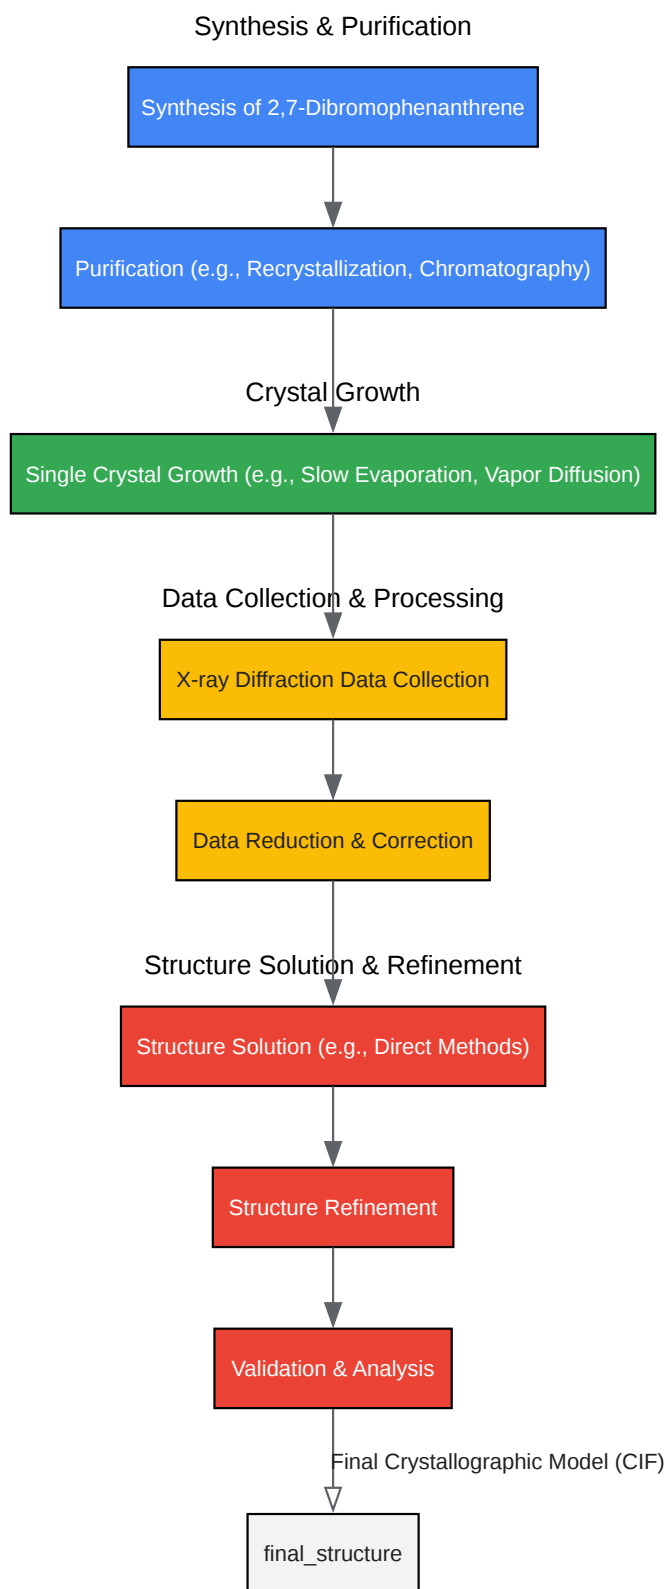 Synthesis & Purification
Synthesis of 2,7-Dibromophenanthrene
Purification (e.g., Recrystallization, Chromatography)
Crystal Growth
Single Crystal Growth (e.g., Slow Evaporation, Vapor Diffusion)
Data Collection & Processing
X-ray Diffraction Data Collection
Data Reduction & Correction
Structure Solution & Refinement
Structure Solution (e.g., Direct Methods)
Structure Refinement
Validation & Analysis
Final Crystallographic Model (CIF)
final_structure